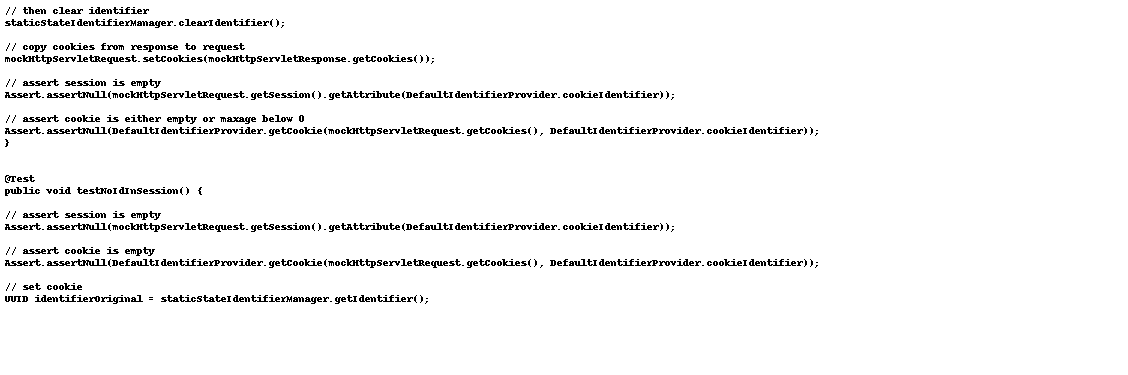 // then clear identifier
staticStateIdentifierManager.clearIdentifier();
// copy cookies from response to request
mockHttpServletRequest.setCookies(mockHttpServletResponse.getCookies());
// assert session is empty
Assert.assertNull(mockHttpServletRequest.getSession().getAttribute(DefaultIdentifierProvider.cookieIdentifier));
// assert cookie is either empty or maxage below 0
Assert.assertNull(DefaultIdentifierProvider.getCookie(mockHttpServletRequest.getCookies(), DefaultIdentifierProvider.cookieIdentifier));
}
@Test
public void testNoIdInSession() {
// assert session is empty
Assert.assertNull(mockHttpServletRequest.getSession().getAttribute(DefaultIdentifierProvider.cookieIdentifier));
// assert cookie is empty
Assert.assertNull(DefaultIdentifierProvider.getCookie(mockHttpServletRequest.getCookies(), DefaultIdentifierProvider.cookieIdentifier));
// set cookie
UUID identifierOriginal = staticStateIdentifierManager.getIdentifier();